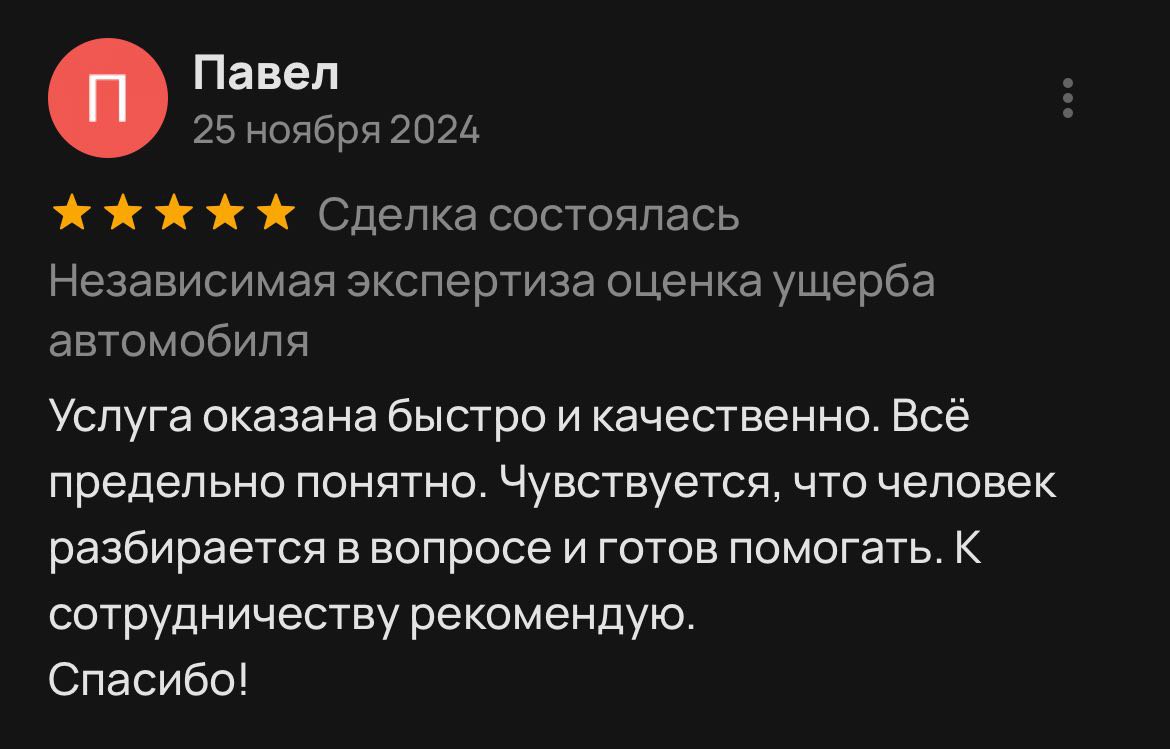 П
Павел
25 ноября 2024
Сделка состоялась
Независимая экспертиза оценка ущерба
автомобиля
Услуга оказана быстро и качественно. Всё
предельно понятно. Чувствуется, что человек
разбирается в вопросе и готов помогать. К
сотрудничеству рекомендую.
Спасибо!